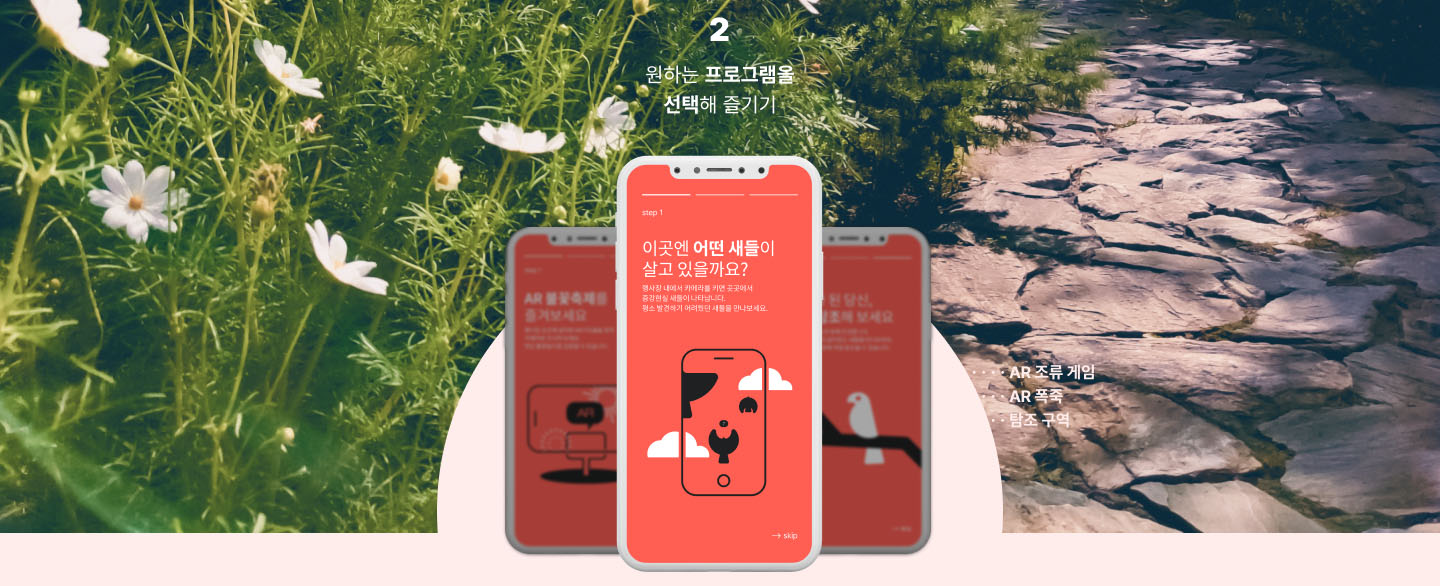 2
원하는 프로그램올
선택해 즐기기
step 1
이곳엔 어떤 새들이
살고 있을까요?
행사장 내에서 카메라를 키면 곳곳에서
증강현실 새들이 나타납니다.
평소 발견하기 어려웠던 새들을 만나보세요.
→ skip
step 1
AR 불꽃축제를
즐겨보세요
AR
된 당신,
탐조해 보세요
AR 조류 게임
AR 폭죽
탐조 구역